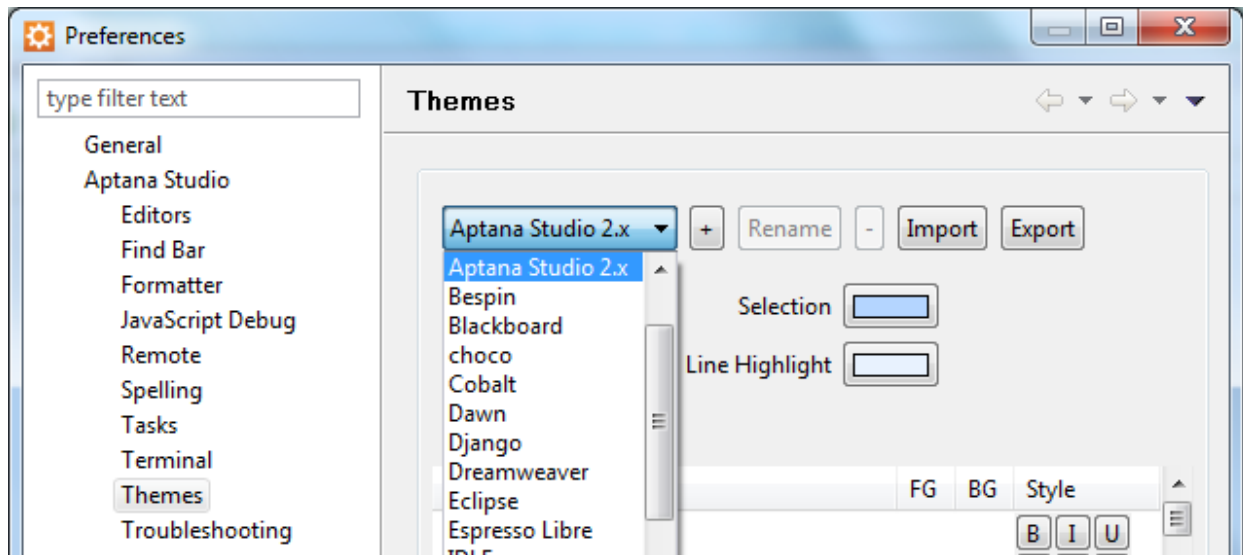 Preferences
type filter text
General
Aptana Studio
Editors
Find Bar
Formatter
JavaScript Debug
Remote
Spelling
Tasks
Terminal
Themes
Troubleshooting
Themes
Aptana Studio 2.x
+
Rename
-
Import
Export
Aptana Studio 2.x
Bespin
Blackboard
choco
Cobalt
Dawn
Django
Dreamweaver
Eclipse
Espresso Libre
Selection
Line Highlight
FG BG Style
B I U